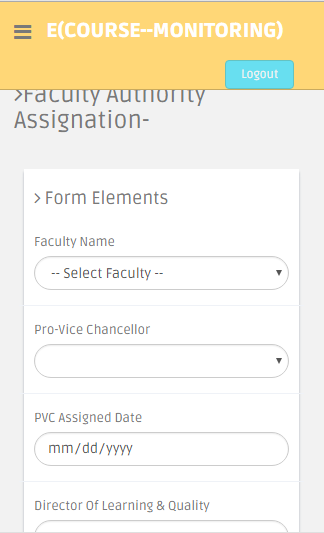 E(COURSE--MONITORING)
Logout
>Faculty Authority
Assignation-
> Form Elements
Faculty Name
-- Select Faculty --
Pro-Vice Chancellor
PVC Assigned Date
mm/dd/yyyy
Director Of Learning & Quality